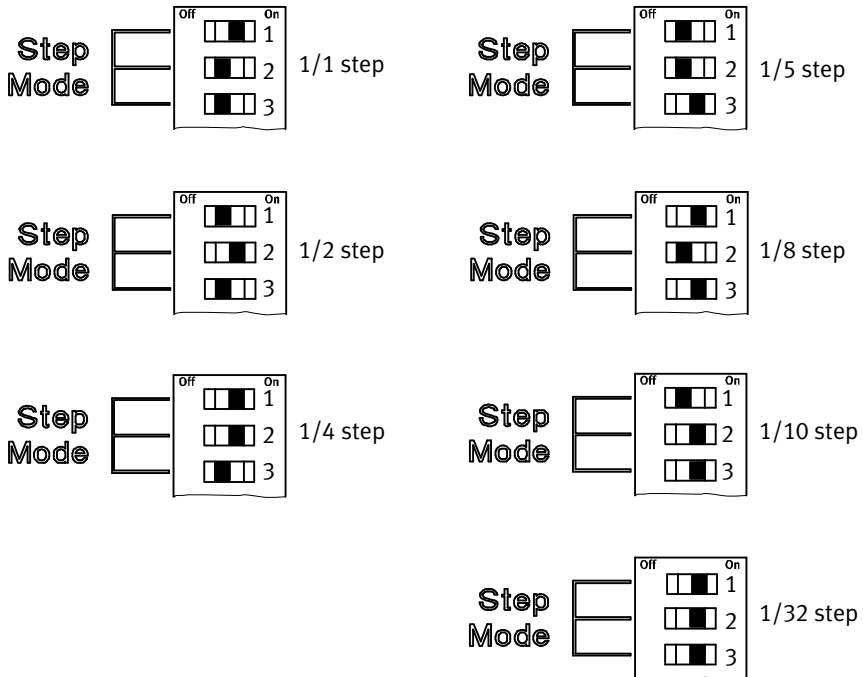 Off On
Step
Mode
1
2
3
1/1 step
Off On
Step
Mode
1
2
3
1/2 step
Off On
Step
Mode
1
2
3
1/4 step
Off On
Step
Mode
1
2
3
1/5 step
Off On
Step
Mode
1
2
3
1/8 step
Off On
Step
Mode
1
2
3
1/10 step
Off On
Step
Mode
1
2
3
1/32 step